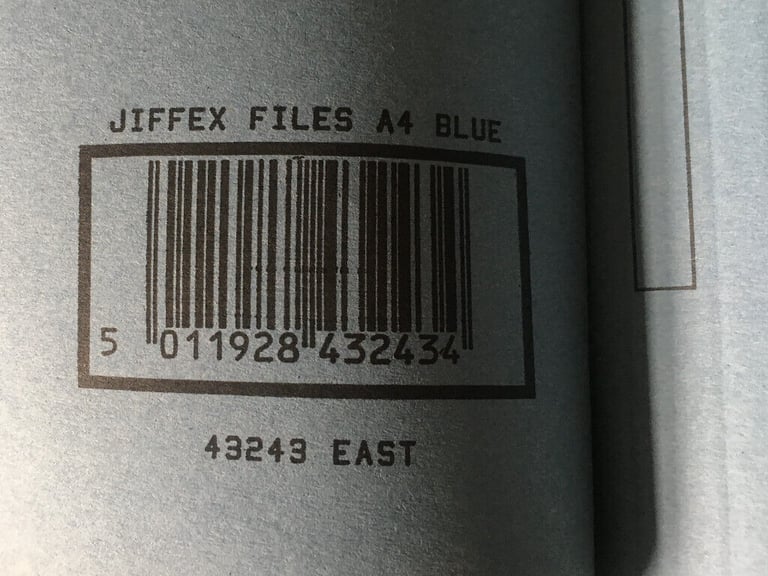 JIFFEX FILES A4 BLUE
5 011928 432434
43243 EAST